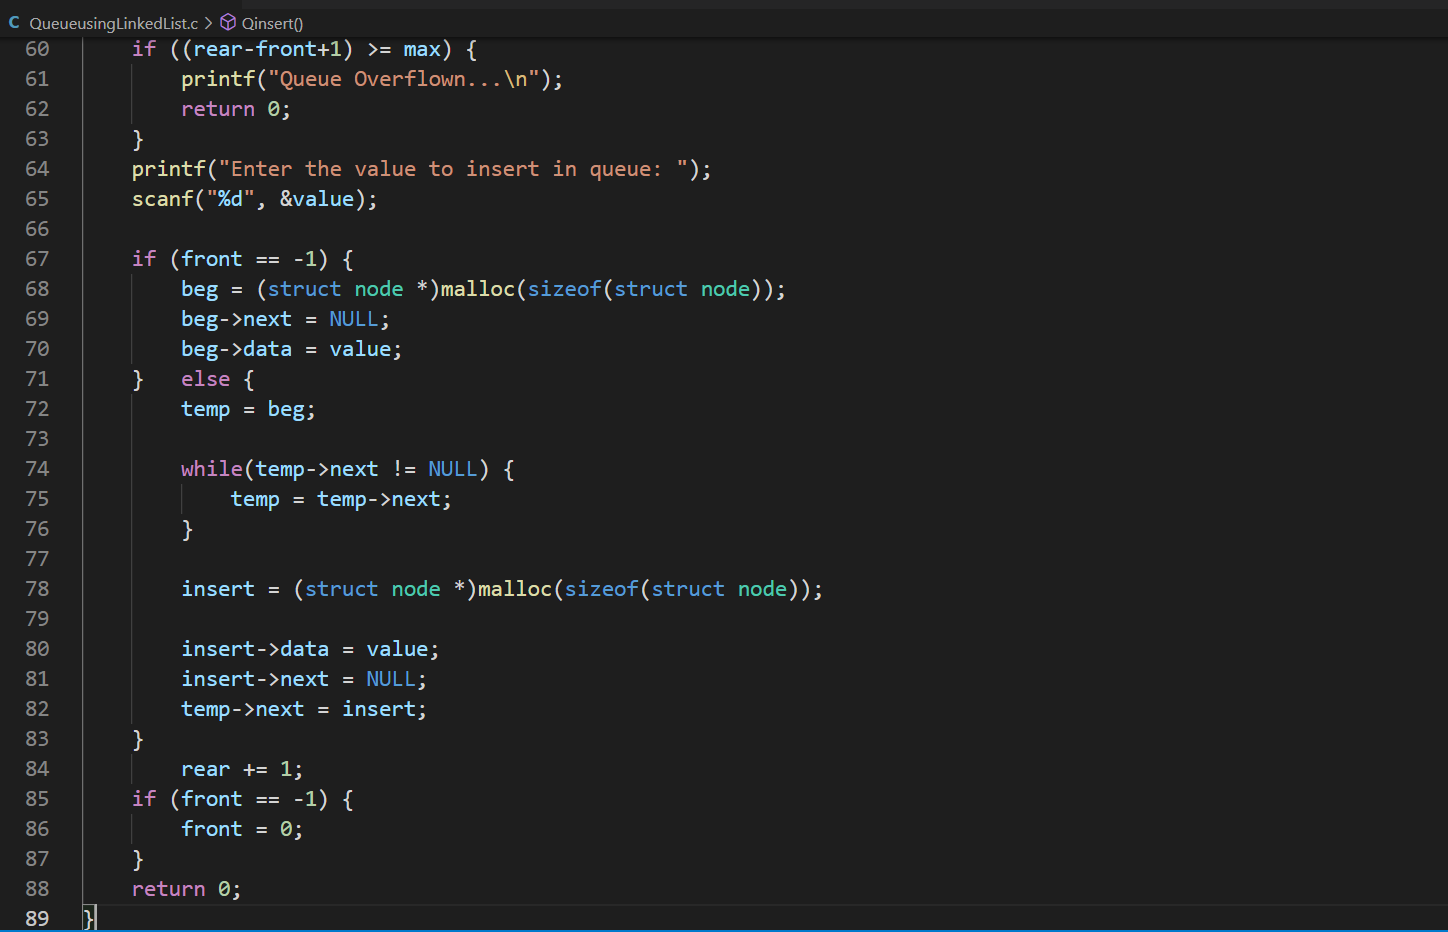 C QueueusingLinkedList.c > Qinsert()
60 if ((rear-front+1) >= max) {
61 printf("Queue Overflown...\n");
62 return 0;
63 }
64 printf("Enter the value to insert in queue: ");
65 scanf("%d", &value);
66
67 if (front == -1) {
68 beg = (struct node *)malloc(sizeof(struct node));
69 beg->next = NULL;
70 beg->data = value;
71 } else {
72 temp = beg;
73
74 while(temp->next != NULL) {
75 temp = temp->next;
76 }
77
78 insert = (struct node *)malloc(sizeof(struct node));
79
80 insert->data = value;
81 insert->next = NULL;
82 temp->next = insert;
83 }
84 rear += 1;
85 if (front == -1) {
86 front = 0;
87 }
88 return 0;
89 }